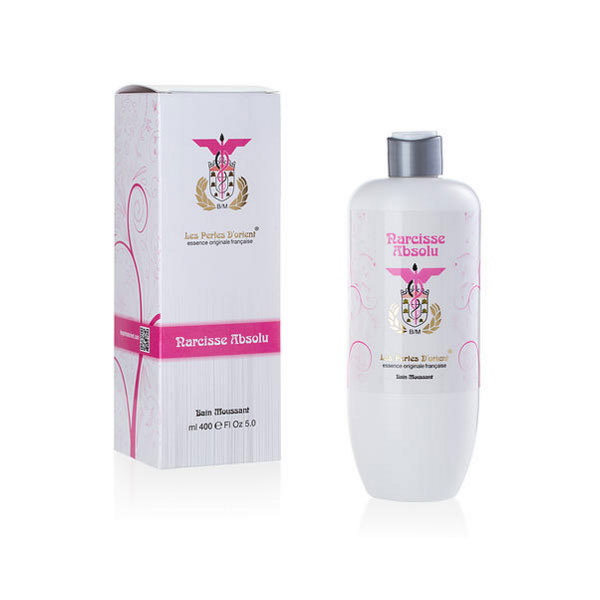 B/M
Les Perles D'orient®
essence originale française
Narcisse Absolu
Bain Moussant
ml 400 ℮ Fl Oz 5.0
Narcisse
Absolu
B/M
Les Perles D'orient®
essence originale française
Bain Moussant